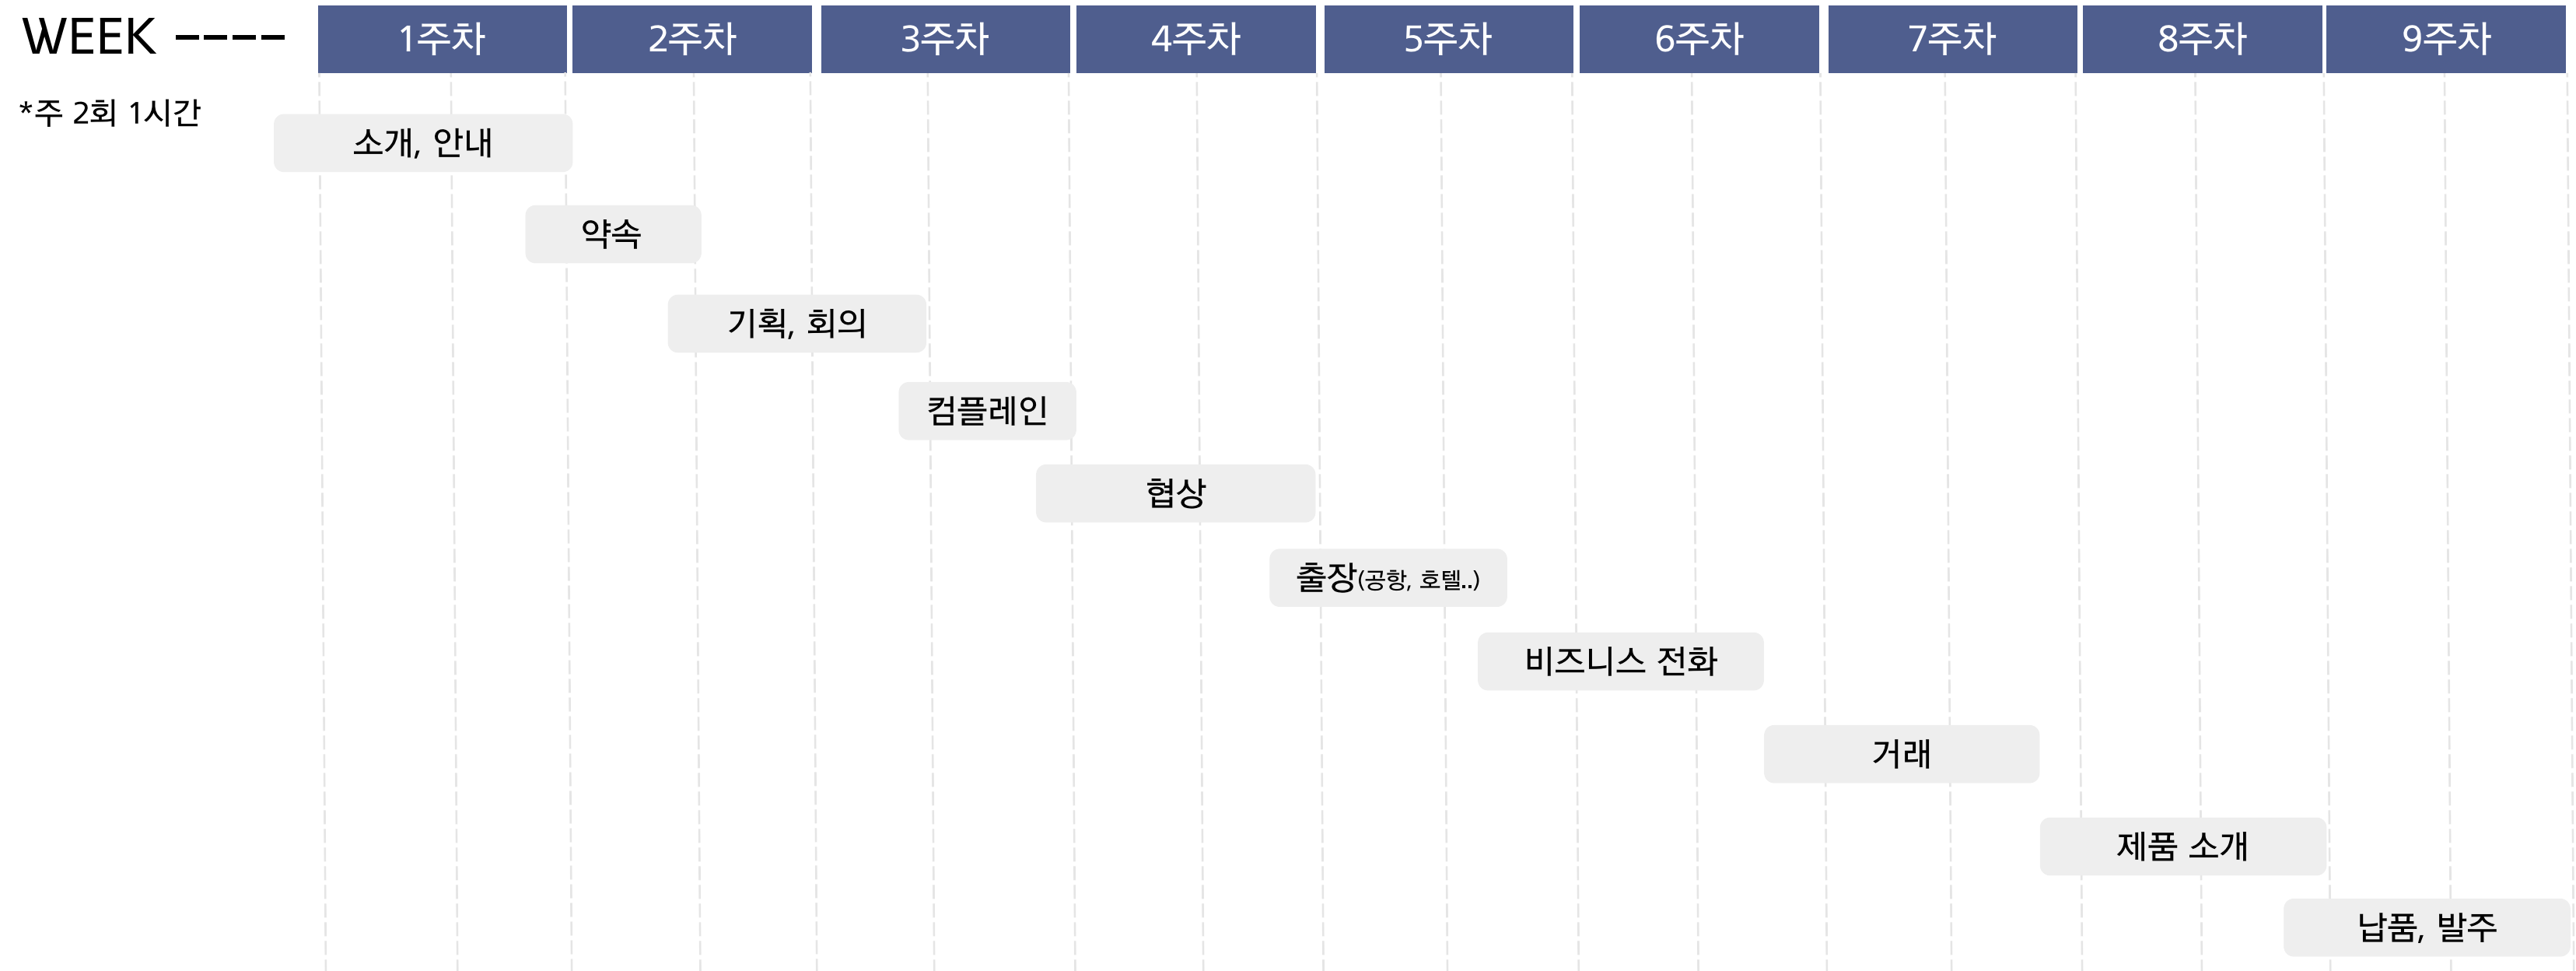 WEEK ----
1주차 2주차 3주차 4주차 5주차 6주차 7주차 8주차 9주차
*주 2회 1시간
소개, 안내
약속
기획, 회의
컴플레인
협상
출장(공항, 호텔..)
비즈니스 전화
거래
제품 소개
납품, 발주